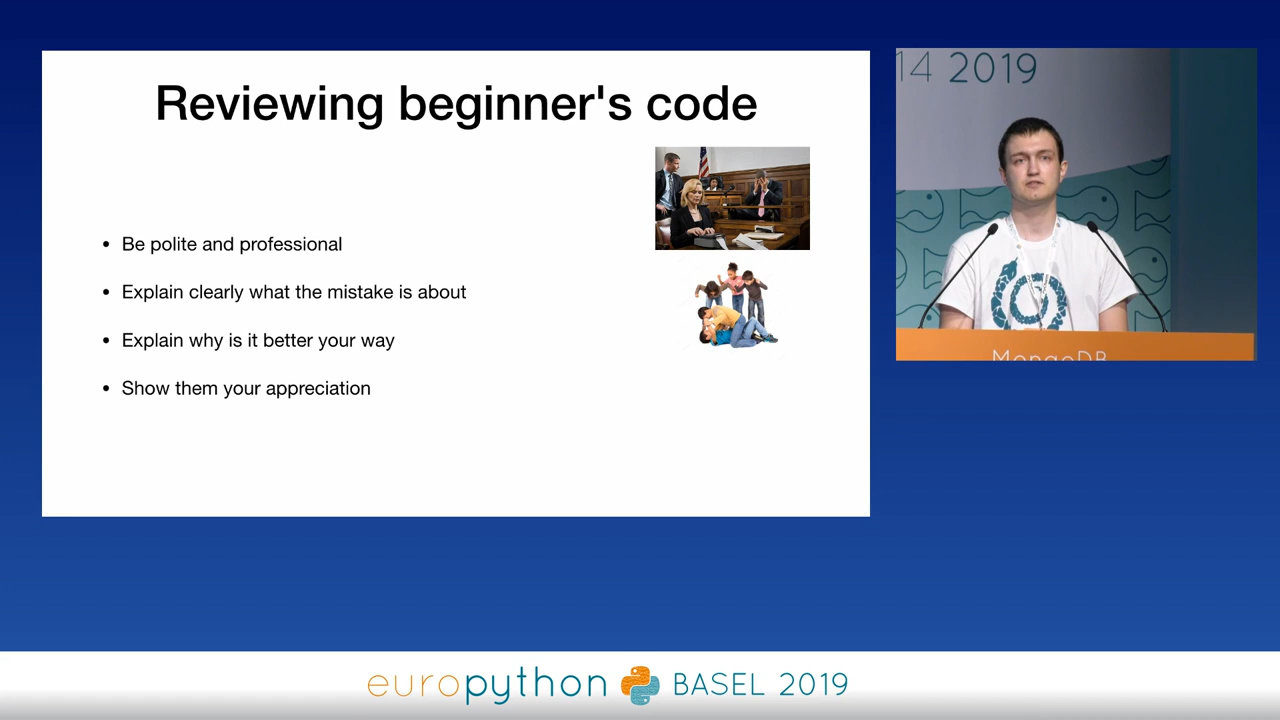 Reviewing beginner's code
• Be polite and professional
• Explain clearly what the mistake is about
• Explain why is it better your way
• Show them your appreciation
14 2019
MongoDB
europython BASEL 2019